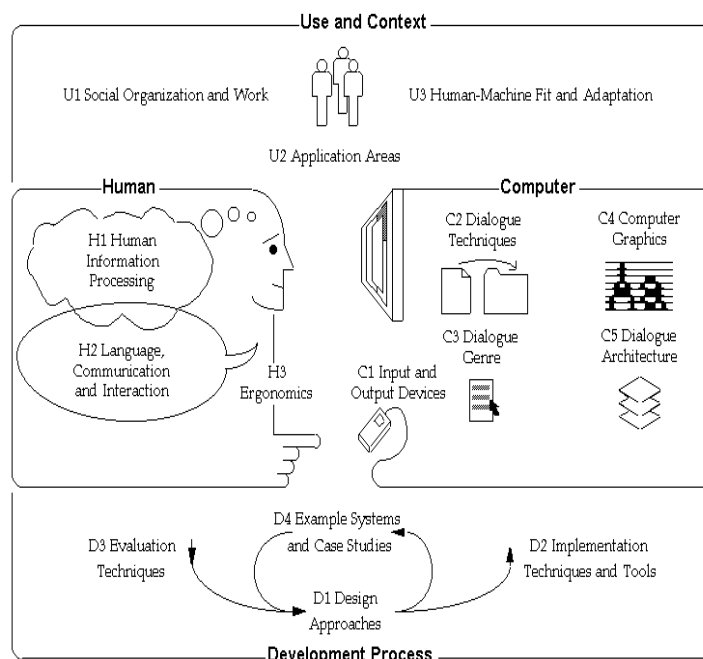 Use and Context
U1 Social Organization and Work
U3 Human-Machine Fit and Adaptation
U2 Application Areas
Human
H1 Human
Information
Processing
H2 Language,
Communication
and Interaction
H3
Ergonomics
Computer
C2 Dialogue
Techniques
C4 Computer
Graphics
C3 Dialogue
Genre
C5 Dialogue
Architecture
C1 Input and
Output Devices
D3 Evaluation
Techniques
D4 Example Systems
and Case Studies
D2 Implementation
Techniques and Tools
D1 Design
Approaches
Development Process